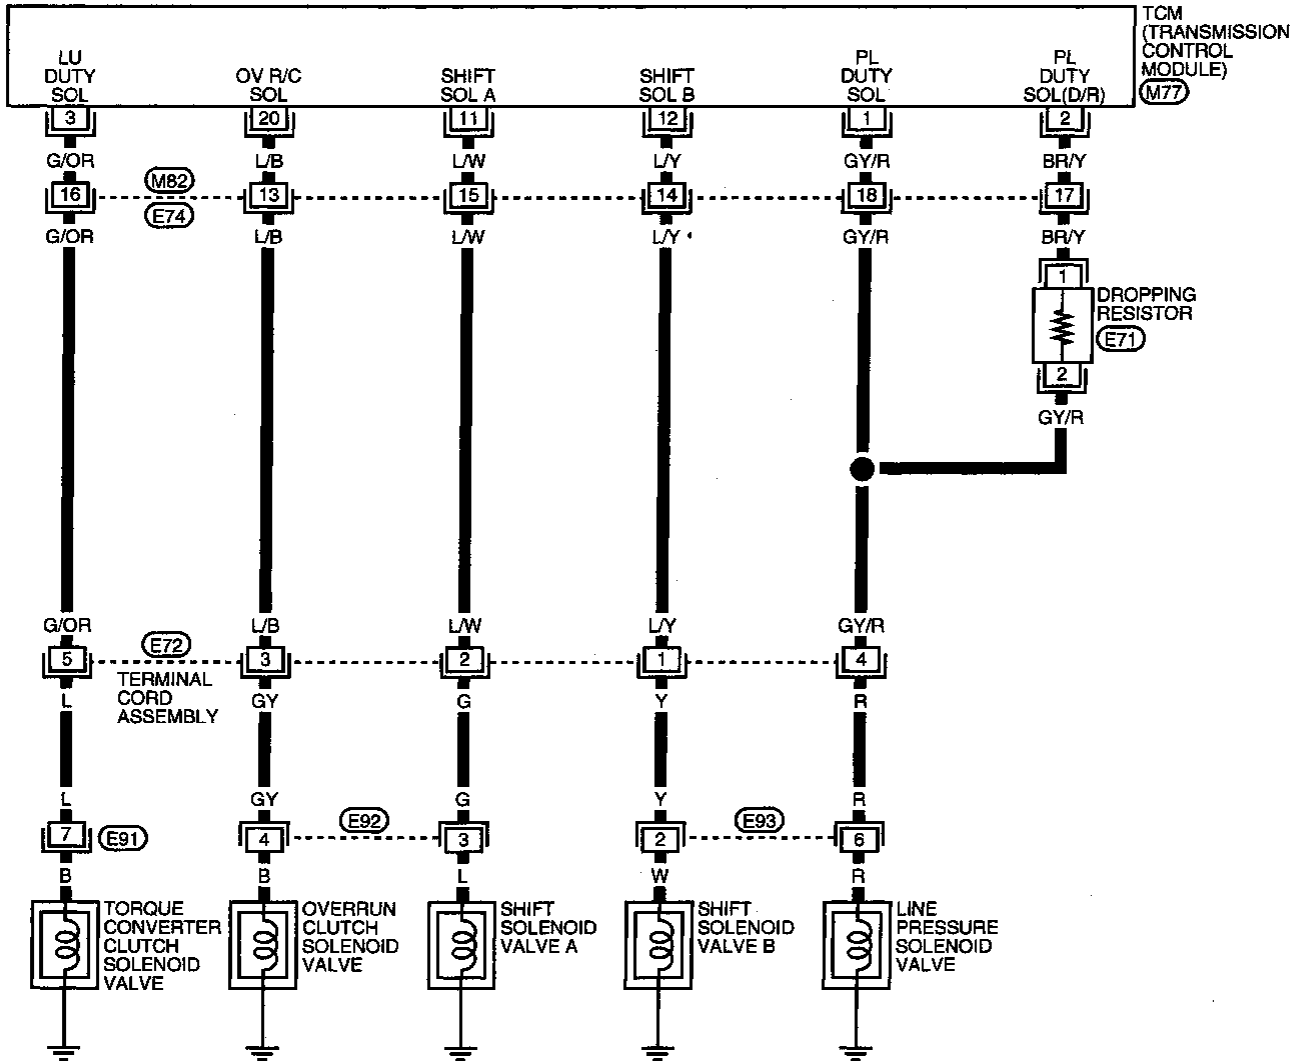 TCM
(TRANSMISSION
CONTROL
MODULE)
M77
LU
DUTY
SOL
OV R/C
SOL
SHIFT
SOL A
SHIFT
SOL B
PL
DUTY
SOL
PL
DUTY
SOL(D/R)
3 20 11 12 1 2
G/OR L/B L/W L/Y GY/R BR/Y
M82
16 13 15 14 18 17
E74
G/OR L/B L/W L/Y GY/R BR/Y
1
DROPPING
RESISTOR
E71
2
GY/R
G/OR L/B L/W L/Y GY/R
E72
5 3 2 1 4
TERMINAL
CORD
ASSEMBLY
L GY G Y R
L GY G Y R
E92 E93
7 E91 4 3 2 6
B B L W R
TORQUE
CONVERTER
CLUTCH
SOLENOID
VALVE
OVERRUN
CLUTCH
SOLENOID
VALVE
SHIFT
SOLENOID
VALVE A
SHIFT
SOLENOID
VALVE B
LINE
PRESSURE
SOLENOID
VALVE